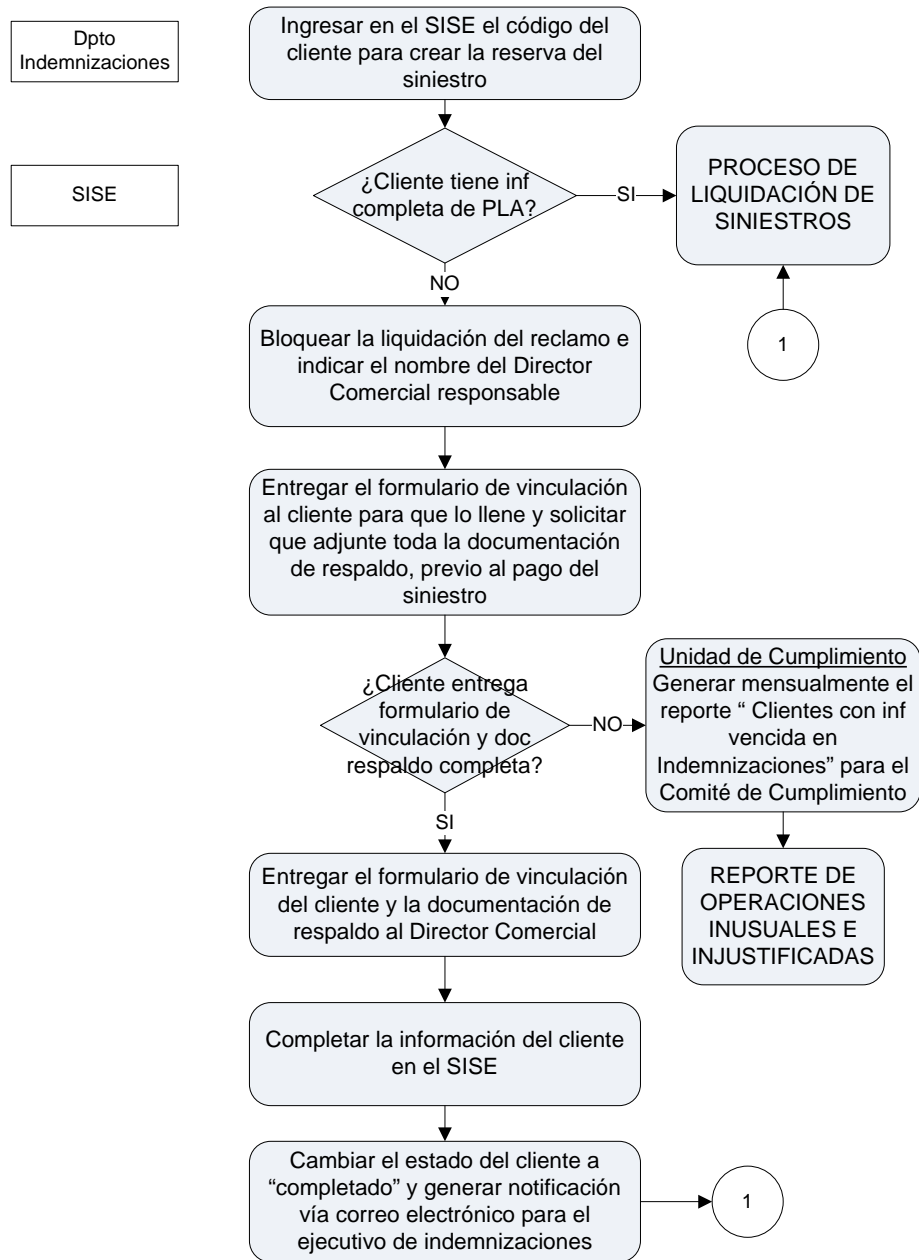 Dpto
Indemnizaciones
Ingresar en el SISE el código del
cliente para crear la reserva del
siniestro
SISE
¿Cliente tiene inf
completa de PLA?
SI
PROCESO DE
LIQUIDACIÓN DE
SINIESTROS
NO
1
Bloquear la liquidación del reclamo e
indicar el nombre del Director
Comercial responsable
Entregar el formulario de vinculación
al cliente para que lo llene y solicitar
que adjunte toda la documentación
de respaldo, previo al pago del
siniestro
¿Cliente entrega
formulario de
vinculación y doc
respaldo completa?
NO
Unidad de Cumplimiento
Generar mensualmente el
reporte “ Clientes con inf
vencida en
Indemnizaciones” para el
Comité de Cumplimiento
SI
REPORTE DE
OPERACIONES
INUSUALES E
INJUSTIFICADAS
Entregar el formulario de vinculación
del cliente y la documentación de
respaldo al Director Comercial
Completar la información del cliente
en el SISE
Cambiar el estado del cliente a
“completado” y generar notificación
vía correo electrónico para el
ejecutivo de indemnizaciones
1